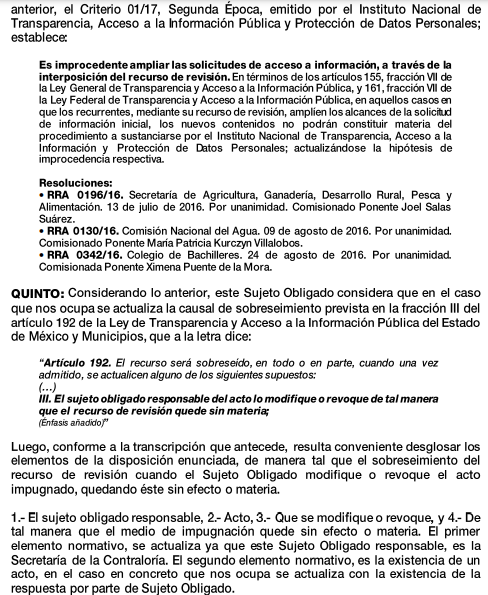 anterior, el Criterio 01/17, Segunda Época, emitido por el Instituto Nacional de
Transparencia, Acceso a la Información Pública y Protección de Datos Personales;
establece:
Es improcedente ampliar las solicitudes de acceso a información, a través de la
interposición del recurso de revisión. En términos de los artículos 155, fracción VII de
la Ley General de Transparencia y Acceso a la Información Pública, y 161, fracción VII de
la Ley Federal de Transparencia y Acceso a la Información Pública, en aquellos casos en
que los recurrentes, mediante su recurso de revisión, amplíen los alcances de la solicitud
de información inicial, los nuevos contenidos no podrán constituir materia del
procedimiento a sustanciarse por el Instituto Nacional de Transparencia, Acceso a la
Información y Protección de Datos Personales; actualizándose la hipótesis de
improcedencia respectiva.
Resoluciones:
• RRA 0196/16. Secretaría de Agricultura, Ganadería, Desarrollo Rural, Pesca y
Alimentación. 13 de julio de 2016. Por unanimidad. Comisionado Ponente Joel Salas
Suárez.
• RRA 0130/16. Comisión Nacional del Agua. 09 de agosto de 2016. Por unanimidad.
Comisionado Ponente María Patricia Kurczyn Villalobos.
• RRA 0342/16. Colegio de Bachilleres. 24 de agosto de 2016. Por unanimidad.
Comisionada Ponente Ximena Puente de la Mora.
QUINTO: Considerando lo anterior, este Sujeto Obligado considera que en el caso
que nos ocupa se actualiza la causal de sobreseimiento prevista en la fracción III del
artículo 192 de la Ley de Transparencia y Acceso a la Información Pública del Estado
de México y Municipios, que a la letra dice:
“Artículo 192. El recurso será sobreseído, en todo o en parte, cuando una vez
admitido, se actualicen alguno de los siguientes supuestos:
(...)
III. El sujeto obligado responsable del acto lo modifique o revoque de tal manera
que el recurso de revisión quede sin materia;
(Énfasis añadido)”
Luego, conforme a la transcripción que antecede, resulta conveniente desglosar los
elementos de la disposición enunciada, de manera tal que el sobreseimiento del
recurso de revisión cuando el Sujeto Obligado modifique o revoque el acto
impugnado, quedando éste sin efecto o materia.
1.- El sujeto obligado responsable, 2.- Acto, 3.- Que se modifique o revoque, y 4.- De
tal manera que el medio de impugnación quede sin efecto o materia. El primer
elemento normativo, se actualiza ya que este Sujeto Obligado responsable, es la
Secretaría de la Contraloría. El segundo elemento normativo, es la existencia de un
acto, en el caso en concreto que nos ocupa se actualiza con la existencia de la
respuesta por parte de Sujeto Obligado.